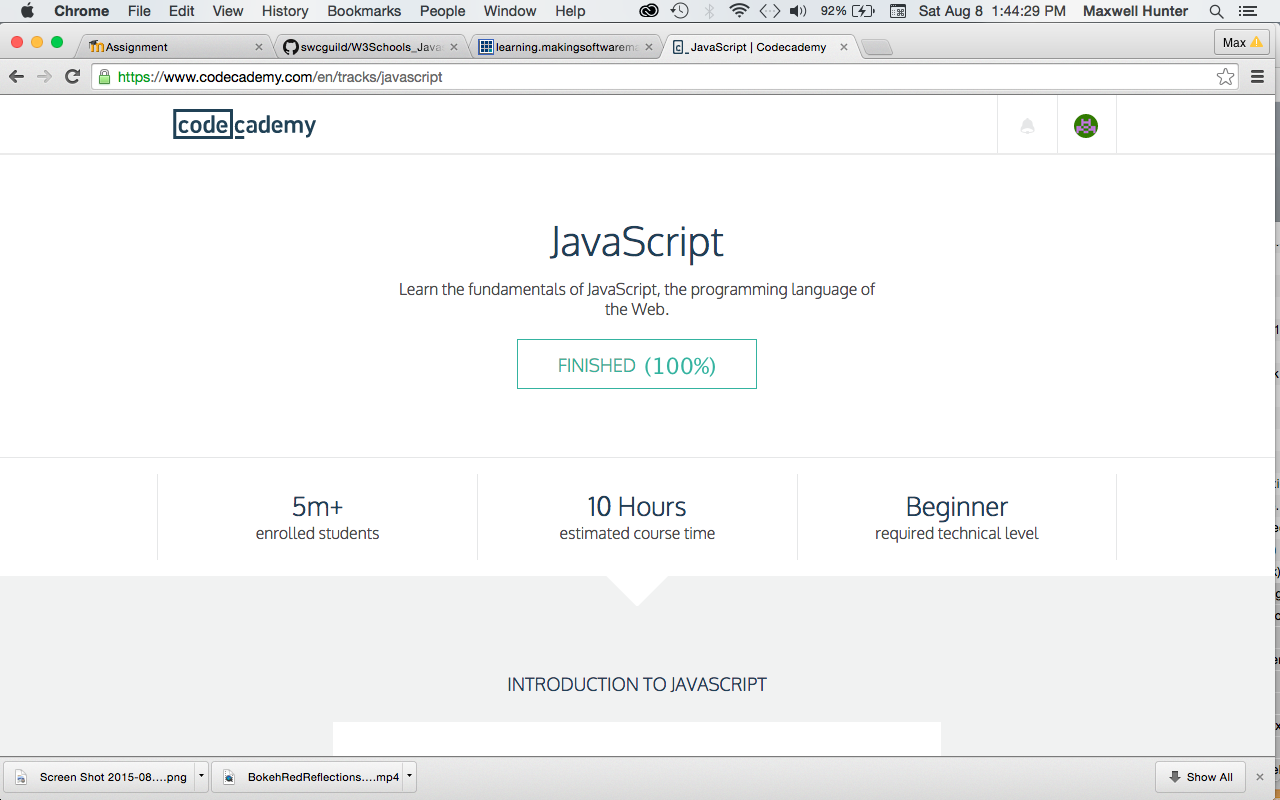 Chrome File Edit View History Bookmarks People Window Help 92% Sat Aug 8 1:44:29 PM Maxwell Hunter
Assignment swcguild/W3Schools_Java learning.makingsoftwarem JavaScript | Codecademy Max
https://www.codecademy.com/en/tracks/javascript
codecademy
JavaScript
Learn the fundamentals of JavaScript, the programming language of
the Web.
FINISHED (100%)
5m+ 10 Hours Beginner
enrolled students estimated course time required technical level
INTRODUCTION TO JAVASCRIPT
Screen Shot 2015-08....png BokehRedReflections....mp4 Show All